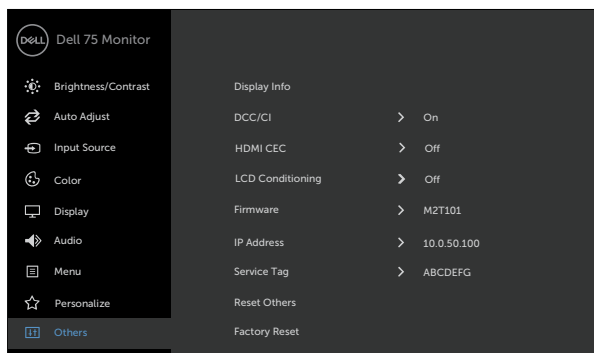 DELL Dell 75 Monitor
Brightness/Contrast Display Info
Auto Adjust DCC/CI > On
Input Source HDMI CEC > Off
Color LCD Conditioning > Off
Display Firmware > M2T101
Audio IP Address > 10.0.50.100
Menu Service Tag > ABCDEFG
Personalize Reset Others
Others Factory Reset